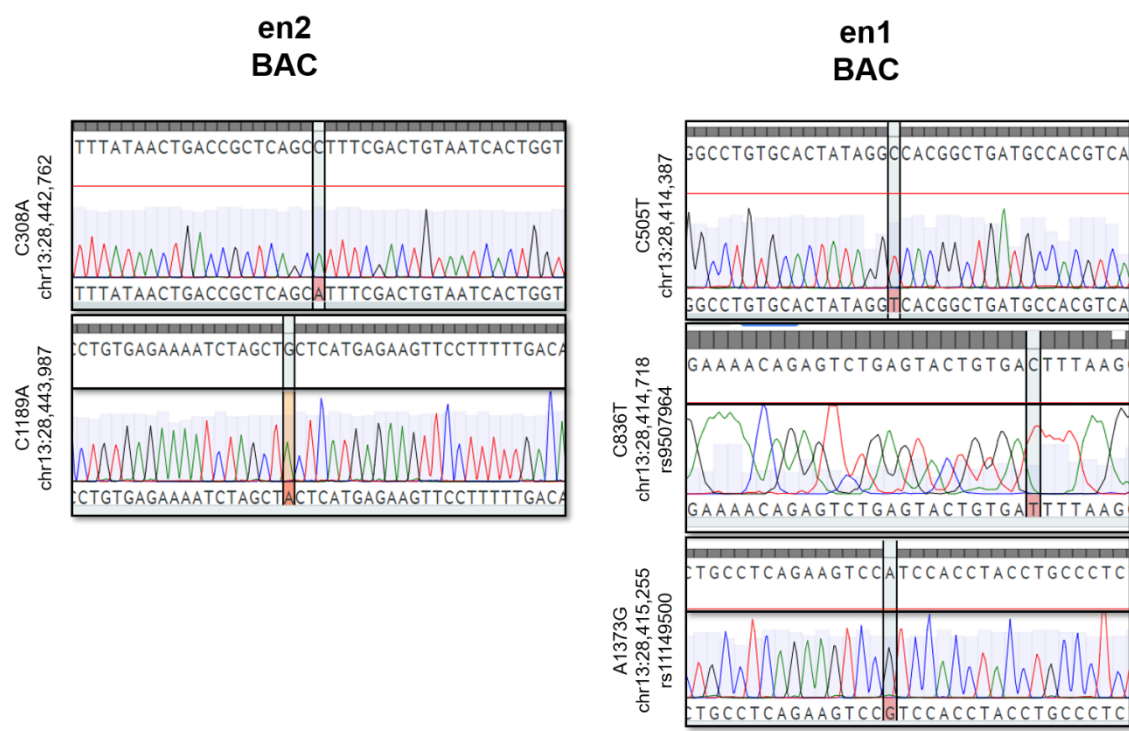 en2
BAC
C308A
chr13:28,442,762
TTTATAACTGACCGCTCAGCCTTTCGACTGTAATCACTGGT
TTTATAACTGACCGCTCAGCATTTCGACTGTAATCACTGGT
C1189A
chr13:28,443,987
CCTGTGAGAAAATCTAGCTGCTCATGAGAAGTTCCTTTTTGACA
CCTGTGAGAAAATCTAGCTACTCATGAGAAGTTCCTTTTTGACA
en1
BAC
C505T
chr13:28,414,387
GGCCTGTGCACTATAGGCCACGGCTGATGCCACGTCA
GGCCTGTGCACTATAGGTCACGGCTGATGCCACGTCA
C836T
chr13:28,414,718
rs9507964
GAAAACAGAGTCTGAGTACTGTGACTTTAAGG
GAAAACAGAGTCTGAGTACTGTGATTTTAAGG
A1373G
chr13:28,415,255
rs11149500
CTGCCTCAGAAGTCCATCCACCTACCTGCCCTC
CTGCCTCAGAAGTCCGTCCACCTACCTGCCCTC